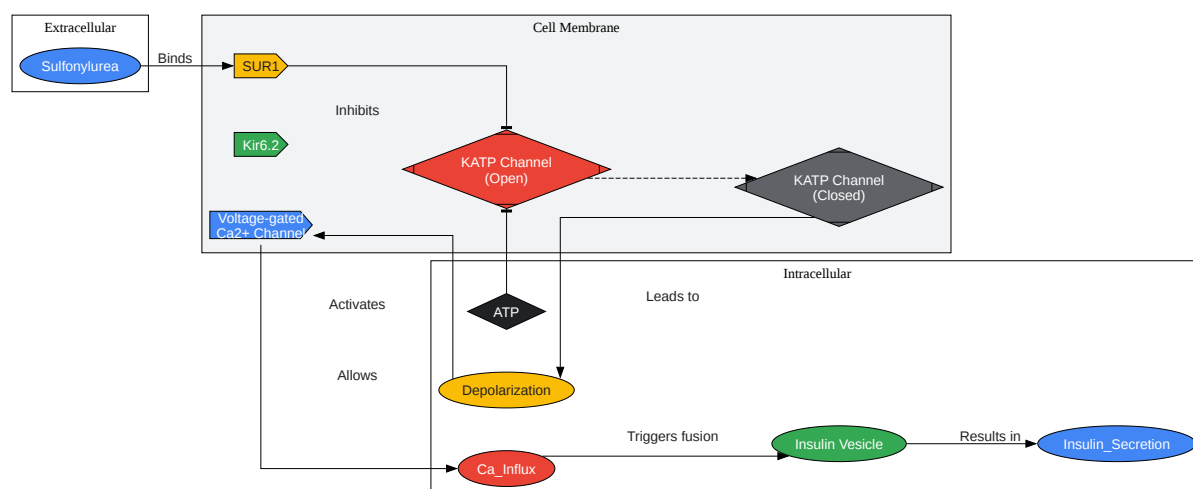 Extracellular
Cell Membrane
Sulfonylurea
Binds
SUR1
Inhibits
Kir6.2
KATP Channel
(Open)
KATP Channel
(Closed)
Voltage-gated
Ca2+ Channel
Intracellular
Activates
ATP
Leads to
Allows
Depolarization
Triggers fusion
Insulin Vesicle
Results in
Insulin_Secretion
Ca_Influx